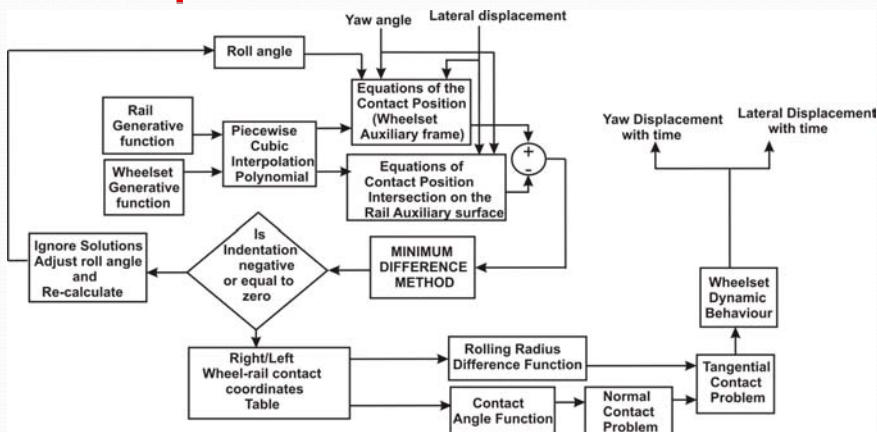 Yaw angle
Lateral displacement
Roll angle
Equations of the
Contact Position
(Wheelset
Auxiliary frame)
Rail
Generative
function
Piecewise
Cubic
Interpolation
Polynomial
Wheelset
Generative
function
Equations of
Contact Position
Intersection on the
Rail Auxiliary surface
+
-
Yaw Displacement
with time
Lateral Displacement
with time
Ignore Solutions
Adjust roll angle
and
Re-calculate
Is
Indentation
negative
or equal to
zero
MINIMUM
DIFFERENCE
METHOD
Wheelset
Dynamic
Behaviour
Right/Left
Wheel-rail contact
coordinates
Table
Rolling Radius
Difference Function
Contact
Angle Function
Normal
Contact
Problem
Tangential
Contact
Problem